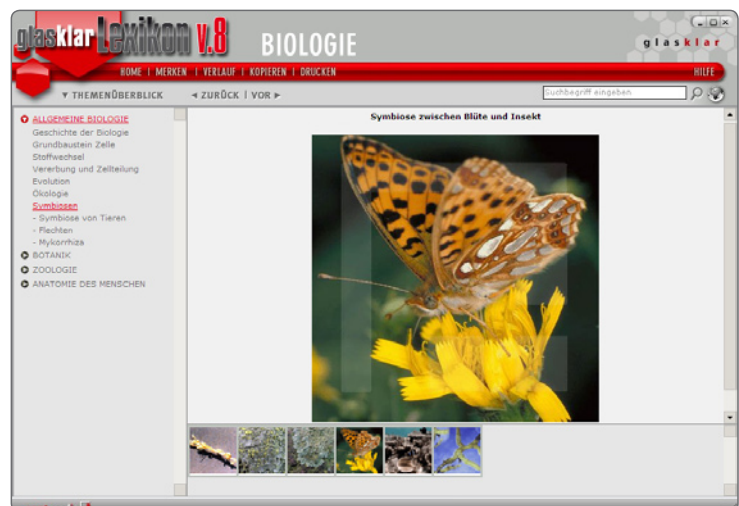 glasklar Lexikon v.8 BIOLOGIE
glasklar
HOME | MERKEN | VERLAUF | KOPIEREN | DRUCKEN
HILFE
THEMENÜBERBLICK
ZURÜCK | VOR
Suchbegriff eingeben
ALLGEMEINE BIOLOGIE
Geschichte der Biologie
Grundbaustein Zelle
Stoffwechsel
Vererbung und Zellteilung
Evolution
Ökologie
Symbiosen
- Symbiose von Tieren
- Flechten
- Mykorrhiza
BOTANIK
ZOOLOGIE
ANATOMIE DES MENSCHEN
Symbiose zwischen Blüte und Insekt